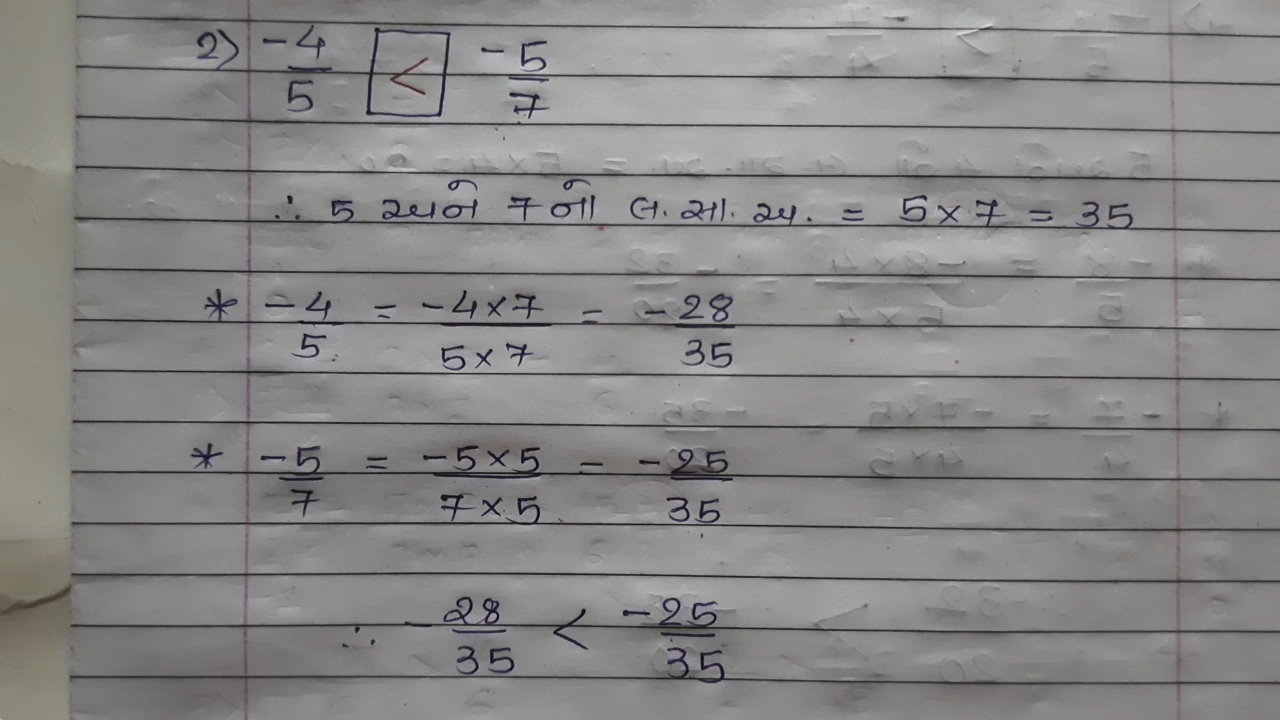 2) -4/5 < -5/7
∴ 5 અને 7નો લ.સા.અ. = 5×7 = 35
* -4/5 = -4×7/5×7 = -28/35
* -5/7 = -5×5/7×5 = -25/35
∴ -28/35 < -25/35